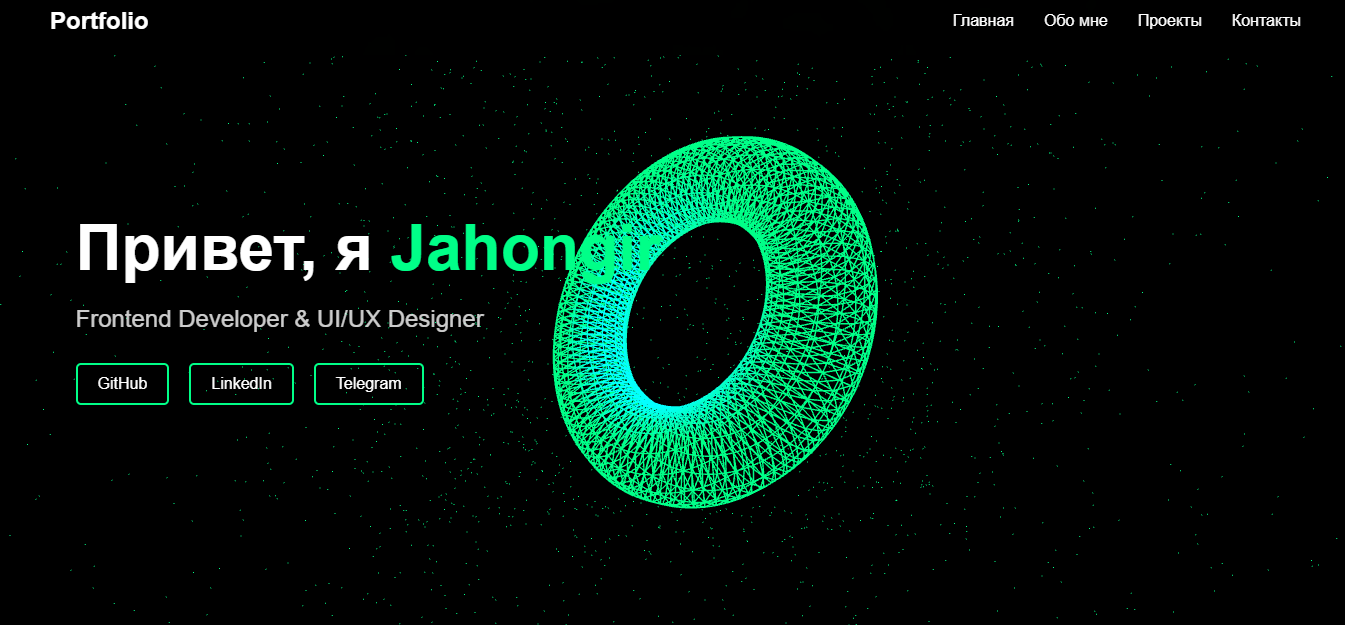 Portfolio
Главная Обо мне Проекты Контакты
Привет, я Jahongir
Frontend Developer & UI/UX Designer
GitHub LinkedIn Telegram